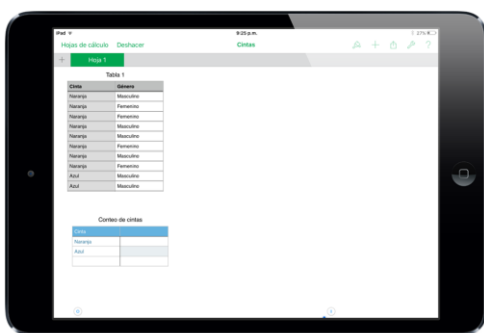 iPad
9:25 p.m.
27%
Hojas de cálculo Deshacer Cintas
Hoja 1
Tabla 1
Cinta Género
Naranja Masculino
Naranja Femenino
Naranja Masculino
Naranja Femenino
Naranja Masculino
Naranja Femenino
Naranja Masculino
Naranja Femenino
Azul Masculino
Azul Masculino
Conteo de cintas
Cinta
Naranja
Azul